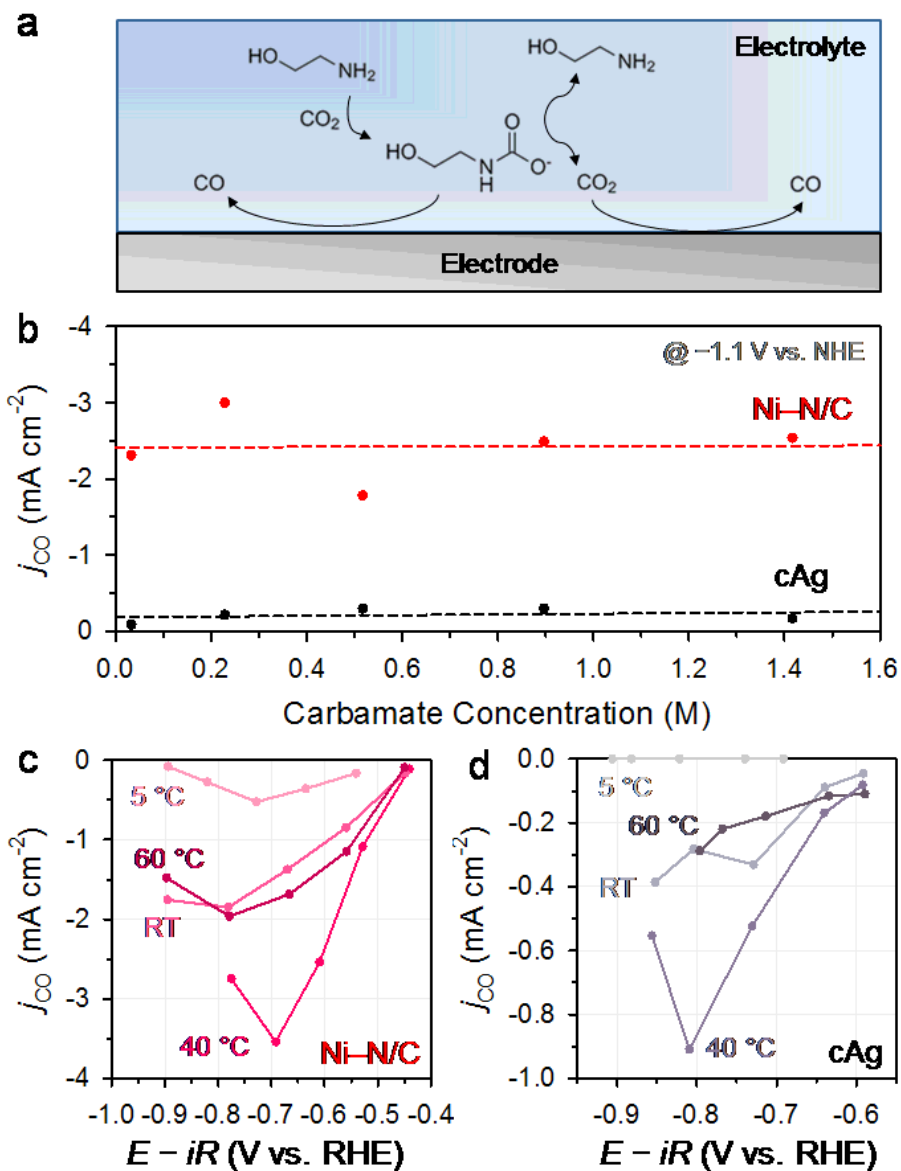 a
Electrolyte
HO NH₂
HO NH₂
CO₂
HO N H O O⁻
CO
CO₂
CO
Electrode
b
@ −1.1 V vs. NHE
Ni–N/C
cAg
-4
-3
-2
-1
0
j_CO (mA cm⁻²)
0.0 0.2 0.4 0.6 0.8 1.0 1.2 1.4 1.6
Carbamate Concentration (M)
c
0
-1
-2
-3
-4
j_CO (mA cm⁻²)
5 °C
60 °C
RT
40 °C
Ni–N/C
-1.0 -0.9 -0.8 -0.7 -0.6 -0.5 -0.4
E − iR (V vs. RHE)
d
0.0
-0.2
-0.4
-0.6
-0.8
-1.0
j_CO (mA cm⁻²)
5 °C
60 °C
RT
40 °C
cAg
-0.9 -0.8 -0.7 -0.6
E − iR (V vs. RHE)